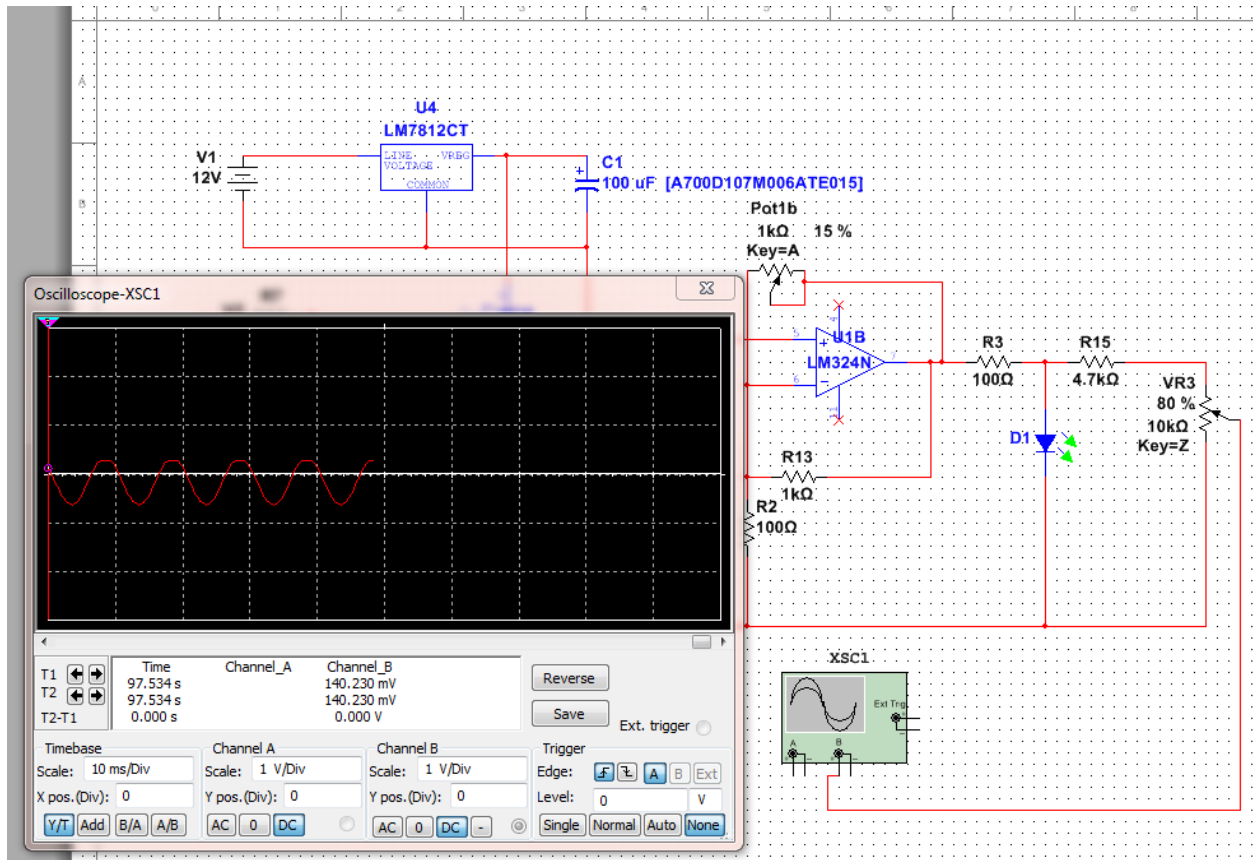 U4
LM7812CT
V1
12V
LINE VREG
VOLTAGE
COMMON
C1
100 uF [A700D107M006ATE015]
A
B
Pot1b
1kΩ 15 %
Key=A
4
5
U1B
7
LM324N
6
11
R3
100Ω
R15
4.7kΩ
VR3
80 %
10kΩ
Key=Z
D1
R13
1kΩ
R2
100Ω
XSC1
Ext Trig
A
B
Oscilloscope-XSC1
Time Channel_A Channel_B
T1 97.534 s 140.230 mV
T2 97.534 s 140.230 mV
T2-T1 0.000 s 0.000 V
Reverse
Save
Ext. trigger
Timebase
Scale: 10 ms/Div
X pos.(Div): 0
Y/T Add B/A A/B
Channel A
Scale: 1 V/Div
Y pos.(Div): 0
AC 0 DC
Channel B
Scale: 1 V/Div
Y pos.(Div): 0
AC 0 DC -
Trigger
Edge: A B Ext
Level: 0 V
Single Normal Auto None